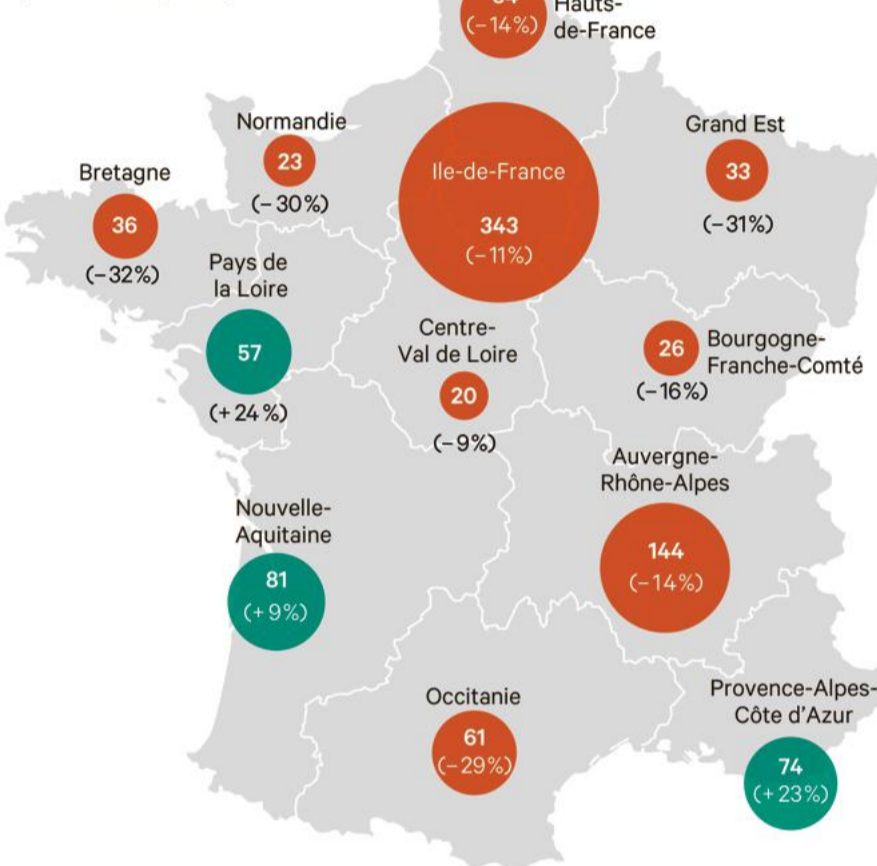 Hauts-
de-France
(−14%)
Normandie
23
(−30%)
Ile-de-France
343
(−11%)
Grand Est
33
(−31%)
Bretagne
36
(−32%)
Pays de
la Loire
57
(+24%)
Centre-
Val de Loire
20
(−9%)
26
(−16%)
Bourgogne-
Franche-Comté
Auvergne-
Rhône-Alpes
144
(−14%)
Nouvelle-
Aquitaine
81
(+9%)
Occitanie
61
(−29%)
Provence-Alpes-
Côte d'Azur
74
(+23%)